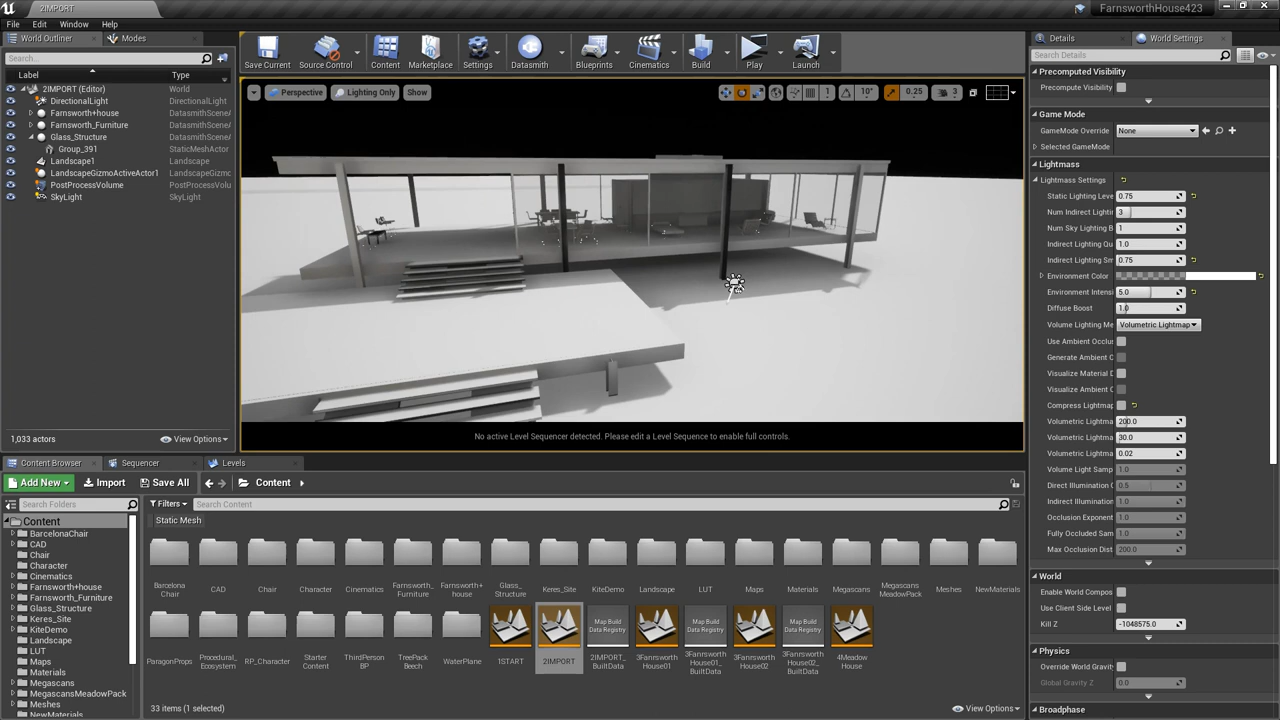 2IMPORT
FarnsworthHouse423
File Edit Window Help
World Outliner
Modes
Search...
Label Type
2IMPORT (Editor) World
DirectionalLight DirectionalLight
Farnsworth+house DatasmithSceneA
Farnsworth_Furniture DatasmithSceneA
Glass_Structure DatasmithSceneA
Group_391 StaticMeshActor
Landscape1 Landscape
LandscapeGizmoActiveActor1 LandscapeGizmo
PostProcessVolume PostProcessVolu
SkyLight SkyLight
1,033 actors
View Options
Save Current
Source Control
Content
Marketplace
Settings
Datasmith
Blueprints
Cinematics
Build
Play
Launch
Perspective
Lighting Only
Show
1
10°
0.25
3
No active Level Sequencer detected. Please edit a Level Sequence to enable full controls.
Details
World Settings
Search Details
Precomputed Visibility
Precompute Visibility
Game Mode
GameMode Override None
Selected GameMode
Lightmass
Lightmass Settings
Static Lighting Leve 0.75
Num Indirect Lightin 3
Num Sky Lighting B 1
Indirect Lighting Qu 1.0
Indirect Lighting Sm 0.75
Environment Color
Environment Intens 5.0
Diffuse Boost 1.0
Volume Lighting Me Volumetric Lightmap
Use Ambient Occlus
Generate Ambient O
Visualize Material D
Visualize Ambient O
Compress Lightmap
Volumetric Lightma 200.0
Volumetric Lightma 30.0
Volumetric Lightma 0.02
Volume Light Samp 1.0
Direct Illumination O 0.5
Indirect Illumination 1.0
Occlusion Exponent 1.0
Fully Occluded Sam 1.0
Max Occlusion Dist 200.0
World
Enable World Compos
Use Client Side Level
Kill Z -1048575.0
Physics
Override World Gravit
Global Gravity Z 0.0
Broadphase
Content Browser
Sequencer
Levels
Add New
Import
Save All
Content
Search Folders
Filters
Search Content
Static Mesh
Content
BarcelonaChair
CAD
Chair
Character
Cinematics
Farnsworth+house
Farnsworth_Furniture
Glass_Structure
Keres_Site
KiteDemo
Landscape
LUT
Maps
Materials
Megascans
MegascansMeadowPack
Meshes
NewMaterials
Barcelona Chair
CAD
Chair
Character
Cinematics
Farnsworth_ Furniture
Farnsworth+ house
Glass_ Structure
Keres_Site
KiteDemo
Landscape
LUT
Maps
Materials
Megascans
Megascans MeadowPack
Meshes
NewMaterials
ParagonProps
Procedural_ Ecosystem
RP_Character
Starter Content
ThirdPerson BP
TreePack Beech
WaterPlane
1START
2IMPORT
Map Build Data Registry
2IMPORT_ BuiltData
3Fanrsworth House01
Map Build Data Registry
3Fanrsworth House01_ BuiltData
3Fanrsworth House02
Map Build Data Registry
3Fanrsworth House02_ BuiltData
4Meadow House
33 items (1 selected)
View Options